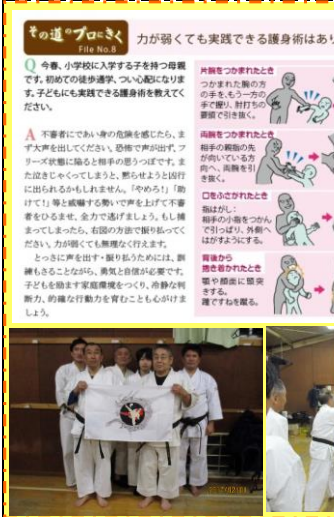 その道のプロにきく
File No.8
力が弱くても実践できる護身術はあり
Q 今春、小学校に入学する子を持つ母親
です。初めての徒歩通学、つい心配になりま
す。子どもにも実践できる護身術を教えてく
ださい。
A 不審者にであい身の危険を感じたら、ま
ず大声を出してください。恐怖で声が出ず、フ
リーズ状態に陥ると相手の思うつぼです。ま
た泣きじゃくってしまうと、黙らせようと凶行
に出られるかもしれません。「やめろ!」「助
けて!」等と威嚇する勢いで声を上げて不審
者をひるませ、全力で逃げましょう。もし捕
まってしまったら、右図の方法で振り払ってく
ださい。力が弱くても無理なく行えます。
とっさに声を出す・振り払うためには、訓
練もさることながら、勇気と自信が必要です。
子どもを励ます家庭環境をつくり、冷静な判
断力、的確な行動力を育むことも心がけま
しょう。
片腕をつかまれたとき
つかまれた腕の方
の手を、もう一方の
手で握り、肘打ちの
要領で引き抜く。
両腕をつかまれたとき
相手の親指の先
が向いている方
向へ、両腕を引
き抜く。
口をふさがれたとき
指はがし:
相手の小指をつかん
で引っぱり、外側へ
はがすようにする。
背後から
抱き着かれたとき
顎や顔面に頭突
きする。
踵ですねを蹴る。